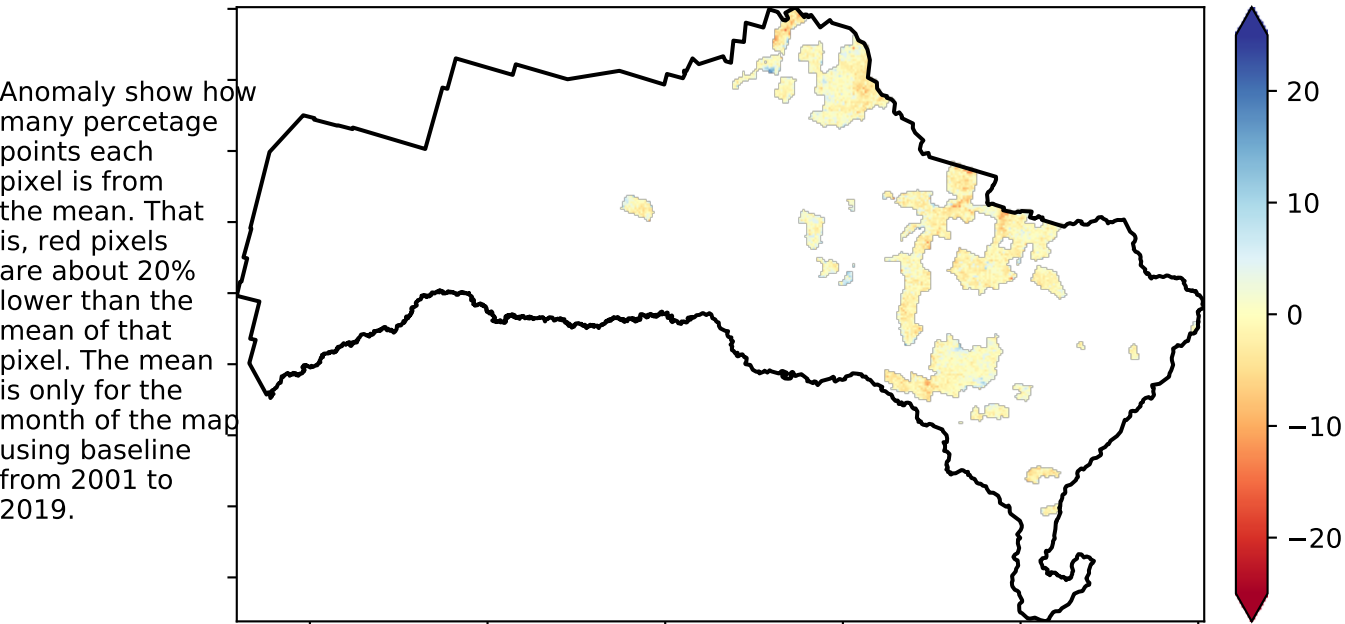 Anomaly show how
many percetage
points each
pixel is from
the mean. That
is, red pixels
are about 20%
lower than the
mean of that
pixel. The mean
is only for the
month of the map
using baseline
from 2001 to
2019.
20
10
0
−10
−20